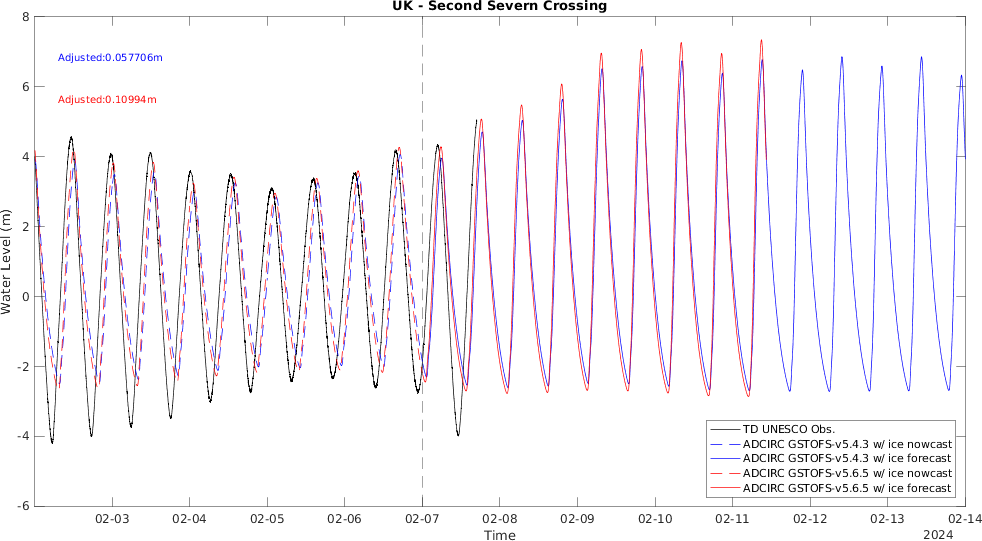 UK - Second Severn Crossing
8
6
4
2
0
-2
-4
-6
Water Level (m)
Adjusted:0.057706m
Adjusted:0.10994m
TD UNESCO Obs.
ADCIRC GSTOFS-v5.4.3 w/ ice nowcast
ADCIRC GSTOFS-v5.4.3 w/ ice forecast
ADCIRC GSTOFS-v5.6.5 w/ ice nowcast
ADCIRC GSTOFS-v5.6.5 w/ ice forecast
02-03 02-04 02-05 02-06 02-07 02-08 02-09 02-10 02-11 02-12 02-13 02-14
Time
2024